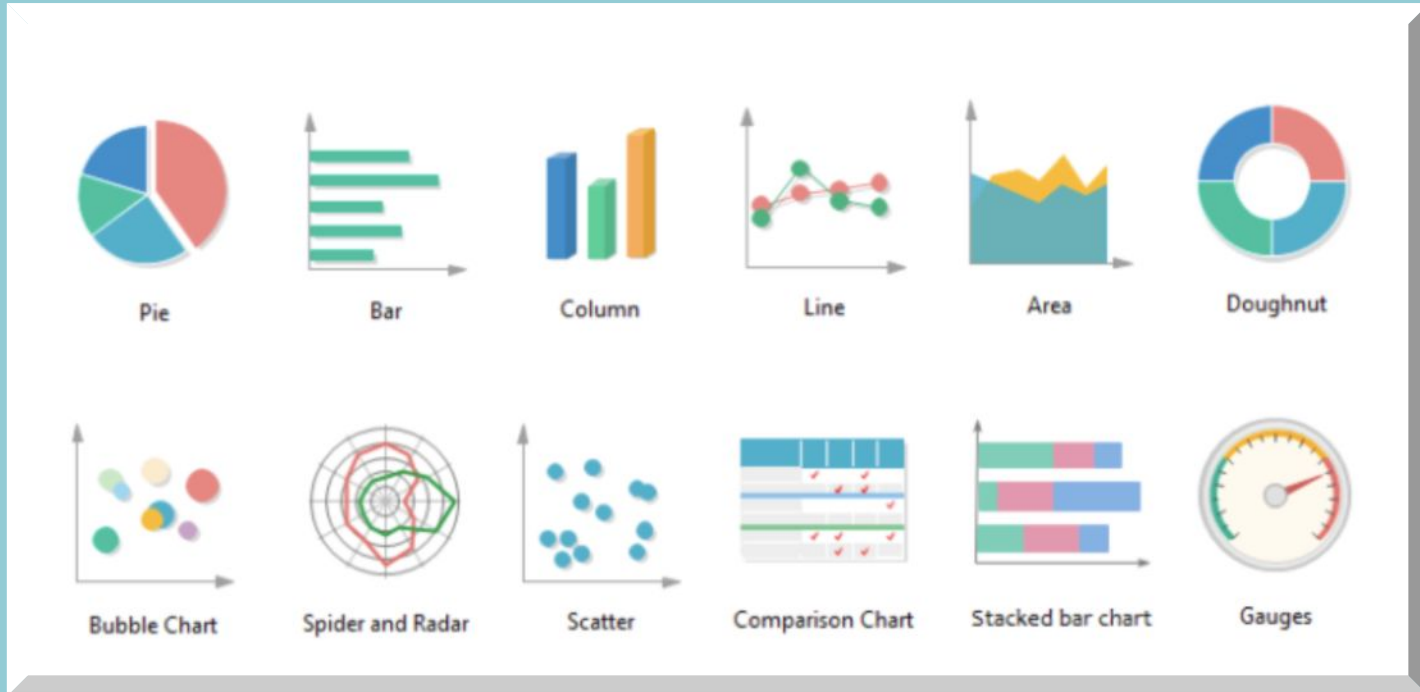 Pie
Bar
Column
Line
Area
Doughnut
Bubble Chart
Spider and Radar
Scatter
Comparison Chart
Stacked bar chart
Gauges